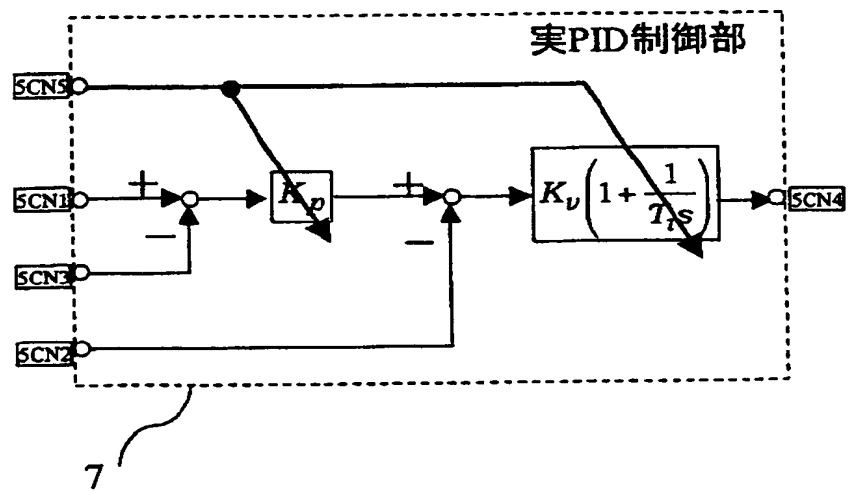 実PID制御部
5CN5
5CN1
+
−
K_p
+
−
K_v(1+1/(T_i s))
5CN4
5CN3
5CN2
7